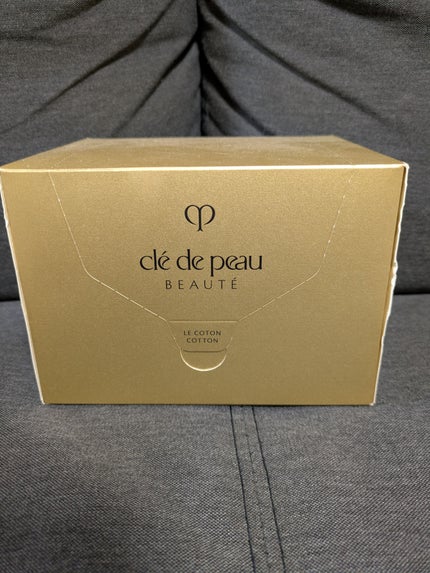 clé de peau
BEAUTÉ
LE COTON
COTTON